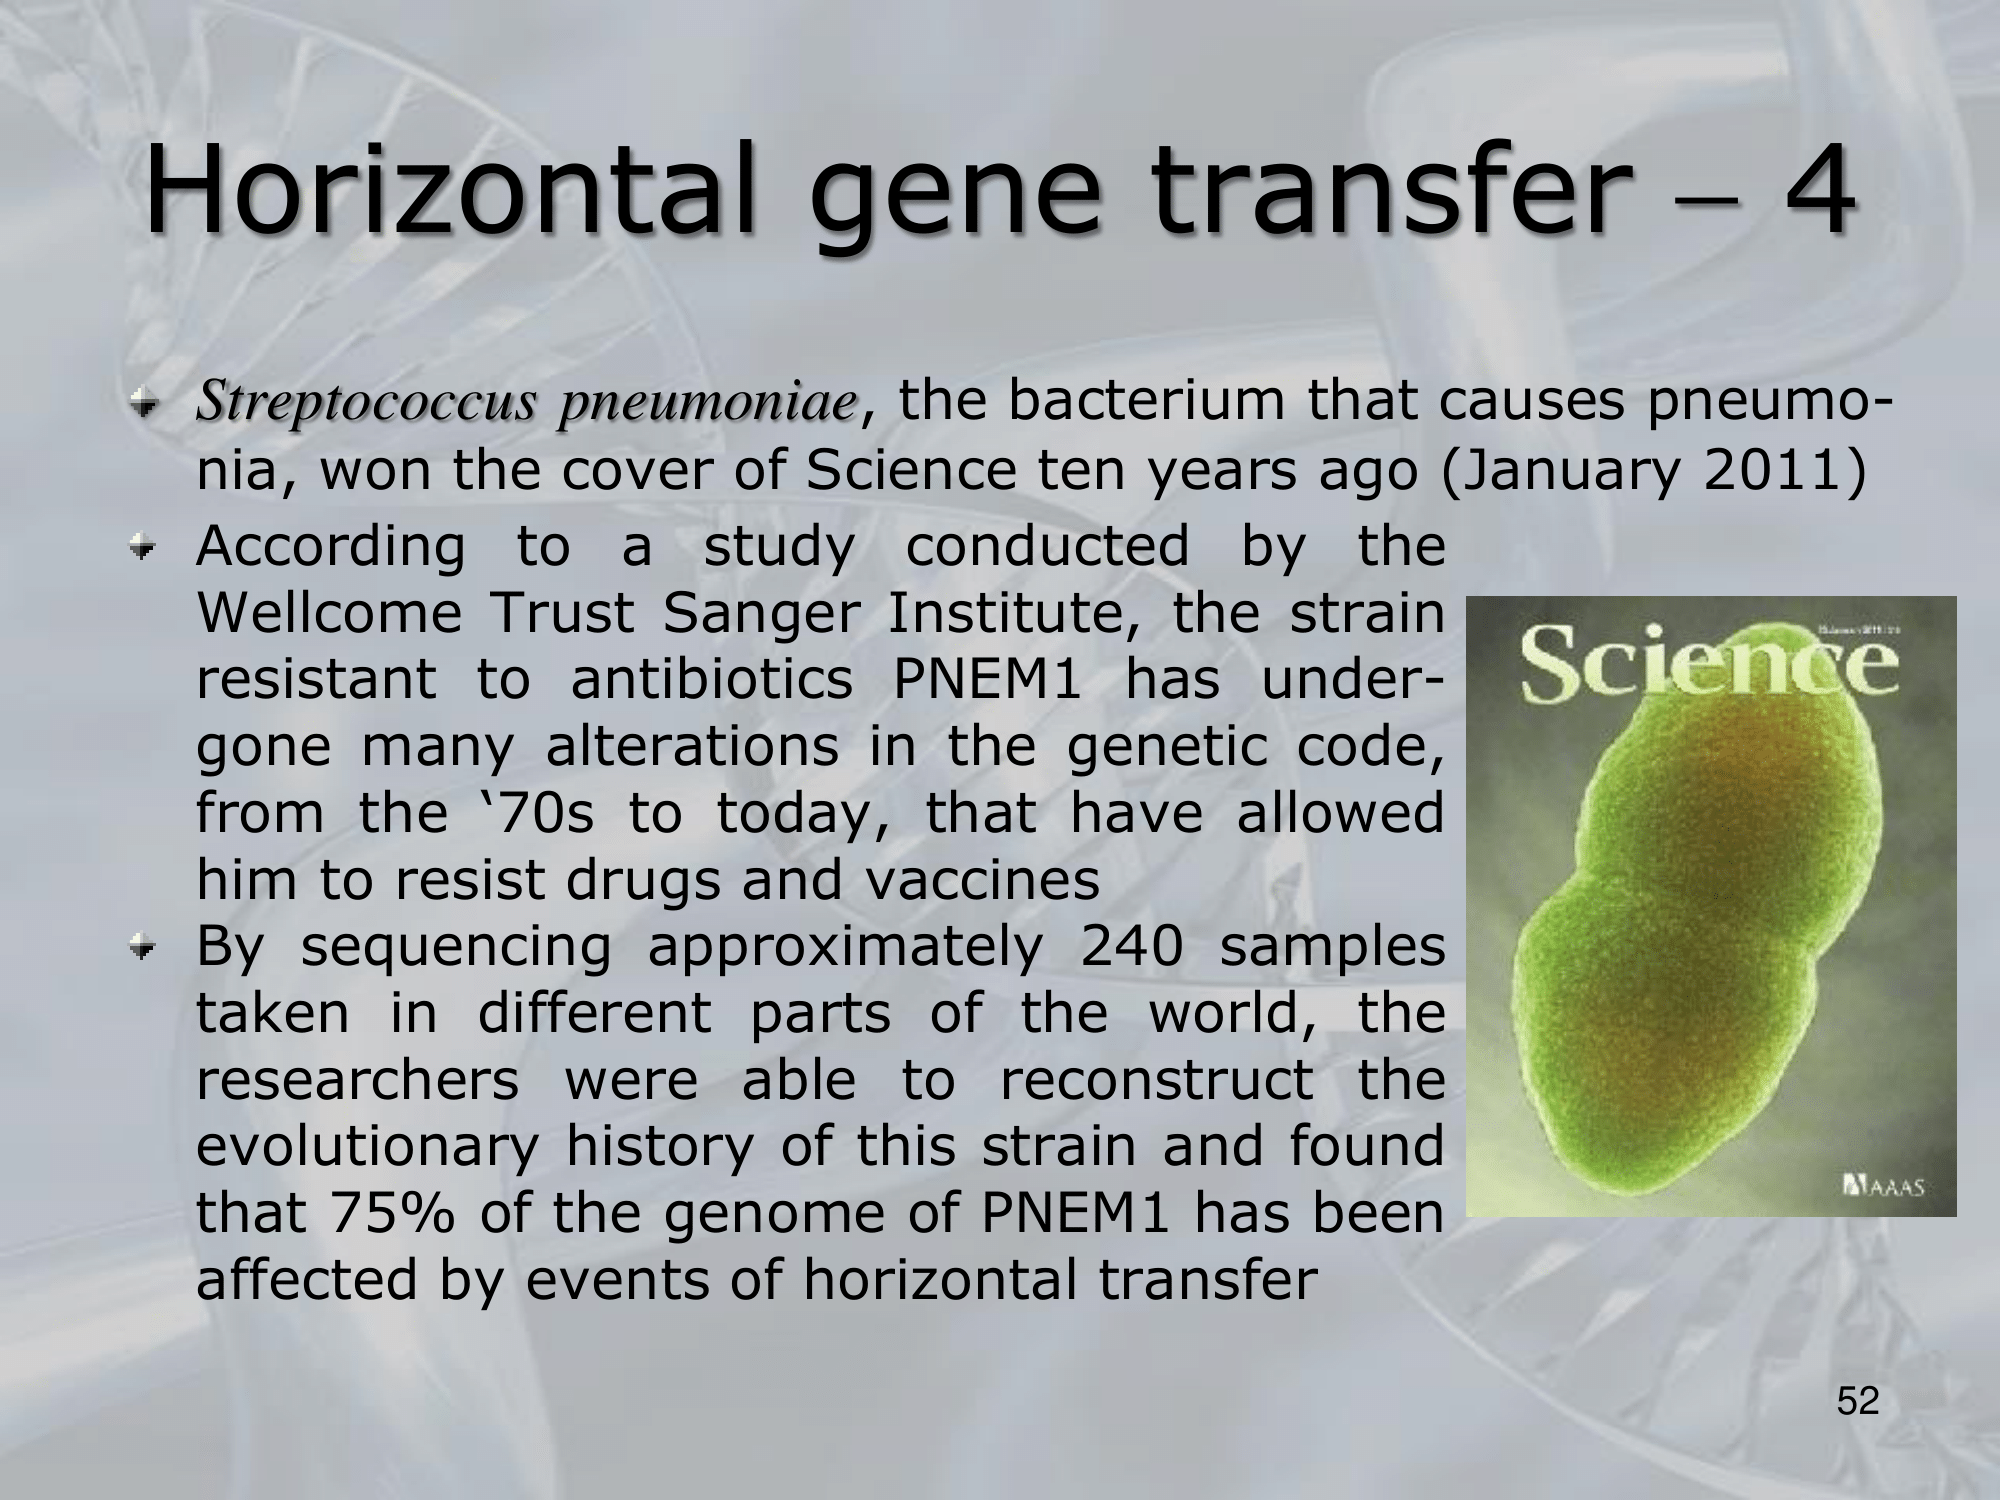 Horizontal gene transfer – 4
Streptococcus pneumoniae, the bacterium that causes pneumo-
nia, won the cover of Science ten years ago (January 2011)
According to a study conducted by the
Wellcome Trust Sanger Institute, the strain
resistant to antibiotics PNEM1 has under-
gone many alterations in the genetic code,
from the ‘70s to today, that have allowed
him to resist drugs and vaccines
By sequencing approximately 240 samples
taken in different parts of the world, the
researchers were able to reconstruct the
evolutionary history of this strain and found
that 75% of the genome of PNEM1 has been
affected by events of horizontal transfer
Science
AAAS
52